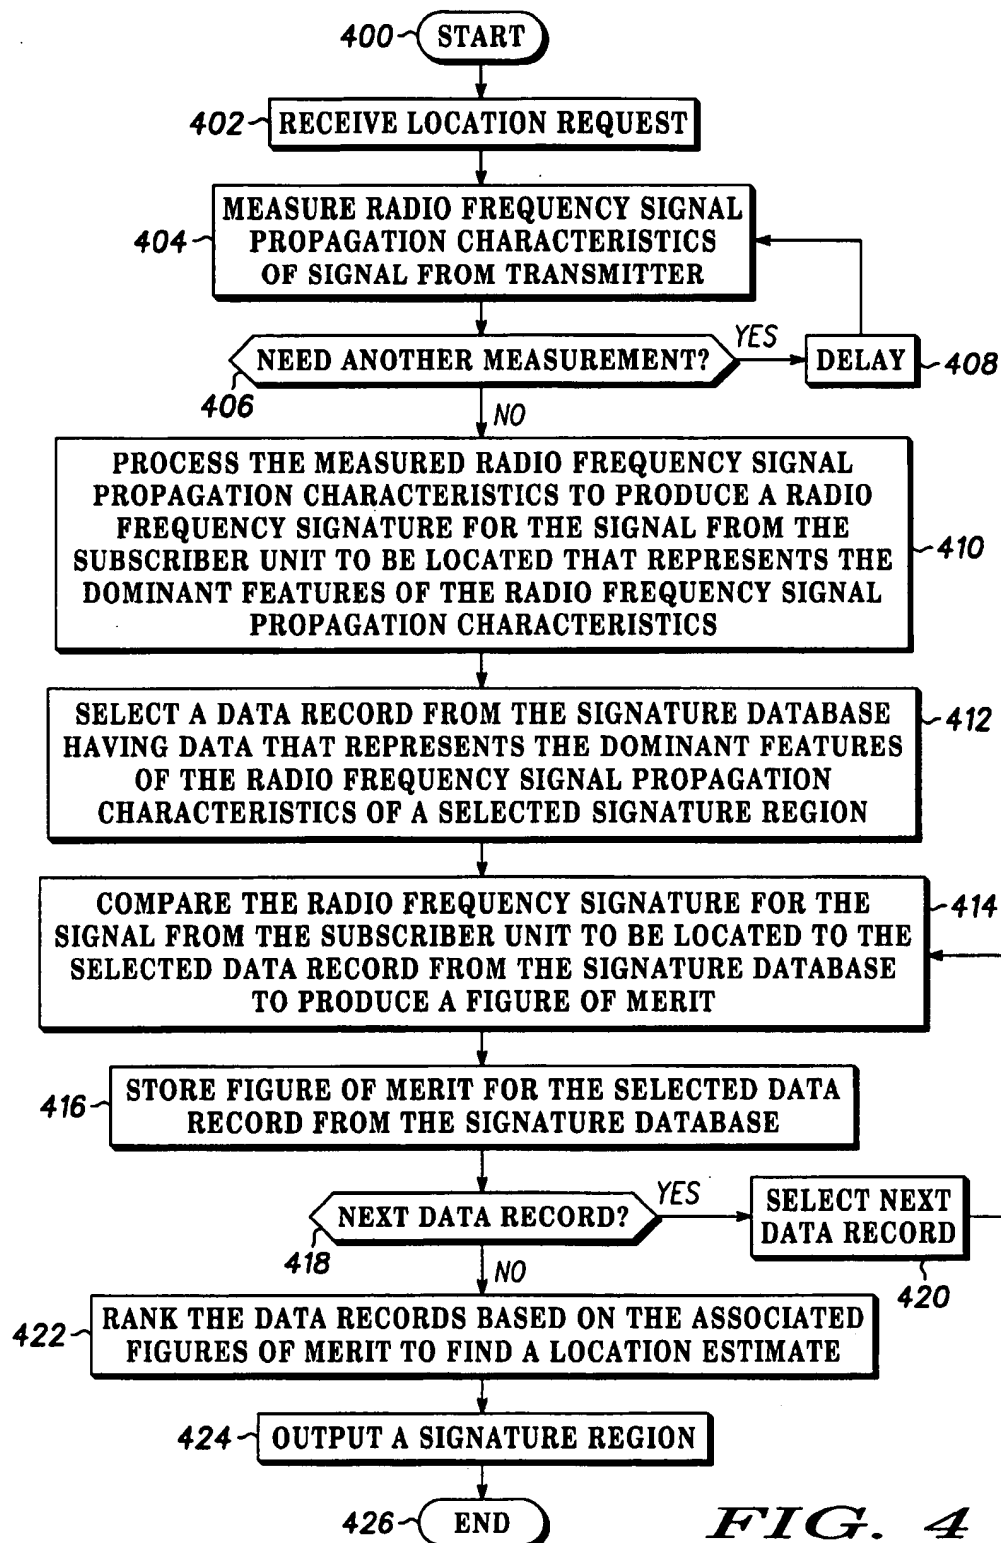 400 START
402 RECEIVE LOCATION REQUEST
MEASURE RADIO FREQUENCY SIGNAL
404 PROPAGATION CHARACTERISTICS
OF SIGNAL FROM TRANSMITTER
YES
NEED ANOTHER MEASUREMENT? DELAY 408
406
NO
PROCESS THE MEASURED RADIO FREQUENCY SIGNAL
PROPAGATION CHARACTERISTICS TO PRODUCE A RADIO
FREQUENCY SIGNATURE FOR THE SIGNAL FROM THE
SUBSCRIBER UNIT TO BE LOCATED THAT REPRESENTS THE 410
DOMINANT FEATURES OF THE RADIO FREQUENCY SIGNAL
PROPAGATION CHARACTERISTICS
SELECT A DATA RECORD FROM THE SIGNATURE DATABASE 412
HAVING DATA THAT REPRESENTS THE DOMINANT FEATURES
OF THE RADIO FREQUENCY SIGNAL PROPAGATION
CHARACTERISTICS OF A SELECTED SIGNATURE REGION
COMPARE THE RADIO FREQUENCY SIGNATURE FOR THE 414
SIGNAL FROM THE SUBSCRIBER UNIT TO BE LOCATED TO THE
SELECTED DATA RECORD FROM THE SIGNATURE DATABASE
TO PRODUCE A FIGURE OF MERIT
416 STORE FIGURE OF MERIT FOR THE SELECTED DATA
RECORD FROM THE SIGNATURE DATABASE
YES
NEXT DATA RECORD? SELECT NEXT
DATA RECORD
418
NO
420
422 RANK THE DATA RECORDS BASED ON THE ASSOCIATED
FIGURES OF MERIT TO FIND A LOCATION ESTIMATE
424 OUTPUT A SIGNATURE REGION
426 END
FIG. 4